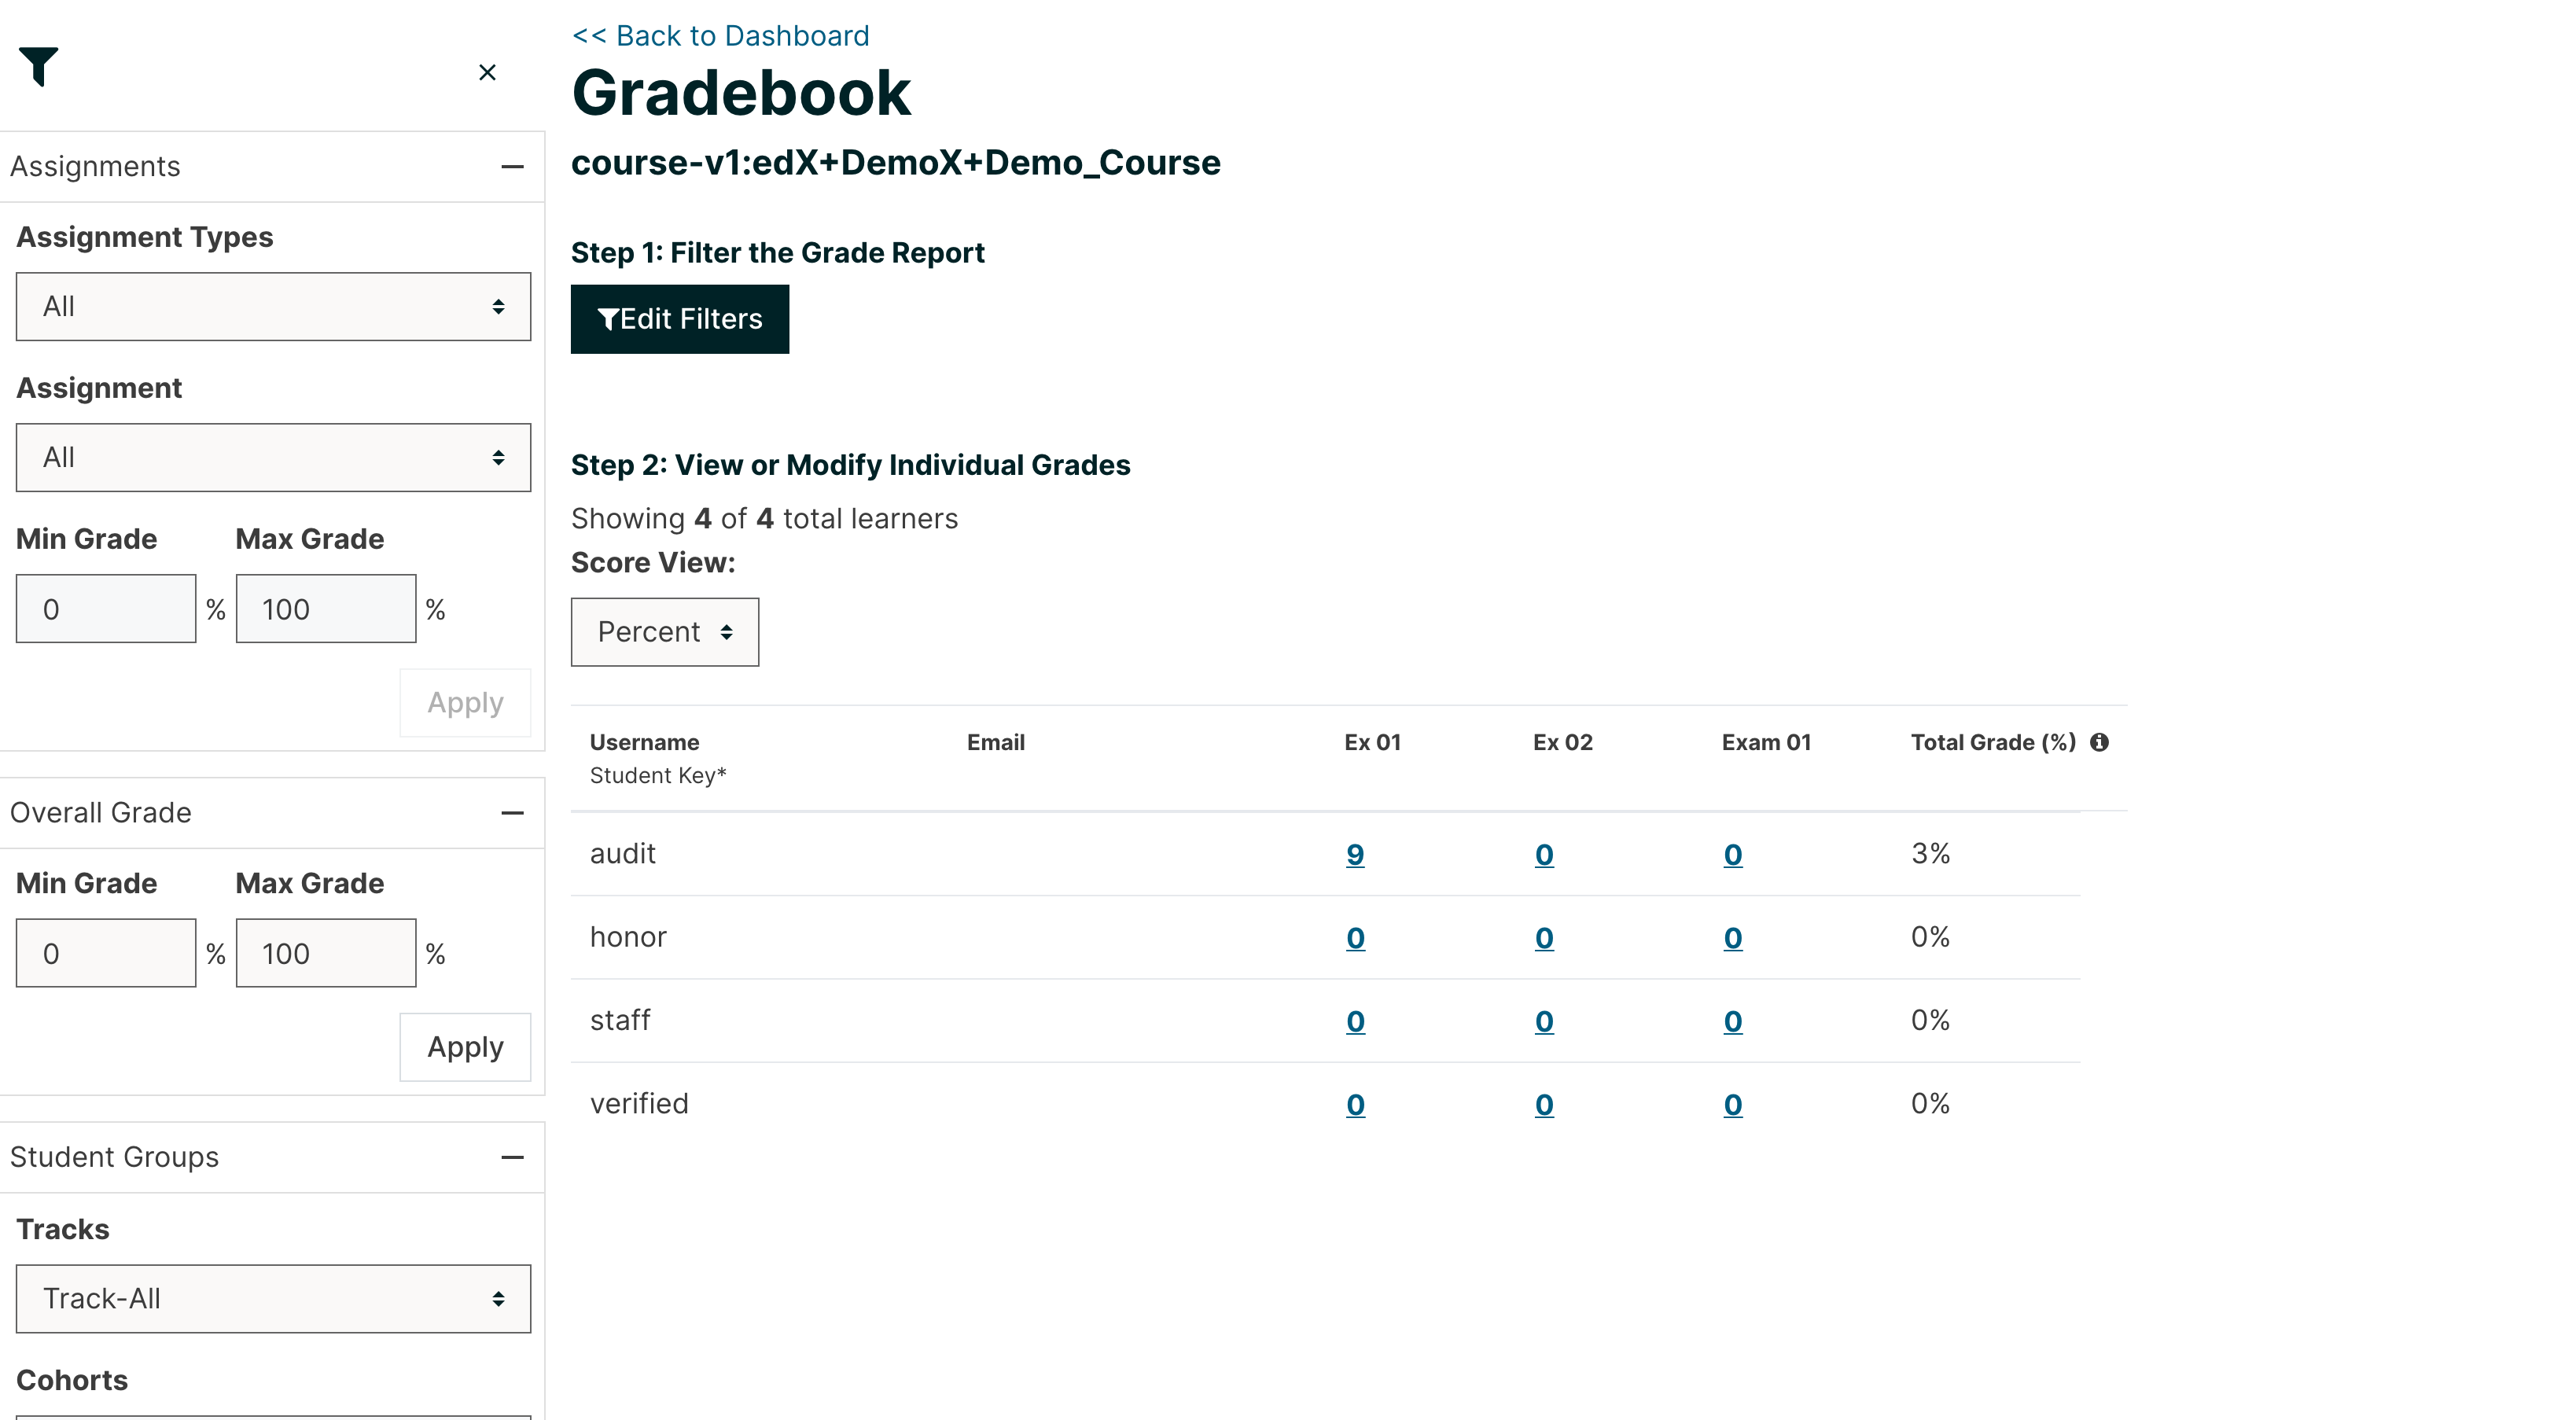 Assignments
Assignment Types
All
Assignment
All
Min Grade Max Grade
0 % 100 %
Apply
Overall Grade
Min Grade Max Grade
0 % 100 %
Apply
Student Groups
Tracks
Track-All
Cohorts
<< Back to Dashboard
Gradebook
course-v1:edX+DemoX+Demo_Course
Step 1: Filter the Grade Report
Edit Filters
Step 2: View or Modify Individual Grades
Showing 4 of 4 total learners
Score View:
Percent
Username Email Ex 01 Ex 02 Exam 01 Total Grade (%)
Student Key*
audit 9 0 0 3%
honor 0 0 0 0%
staff 0 0 0 0%
verified 0 0 0 0%